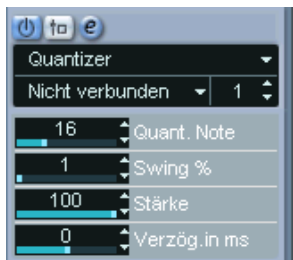 e
Quantizer
Nicht verbunden 1
16 Quant. Note
1 Swing %
100 Stärke
0 Verzög.in ms